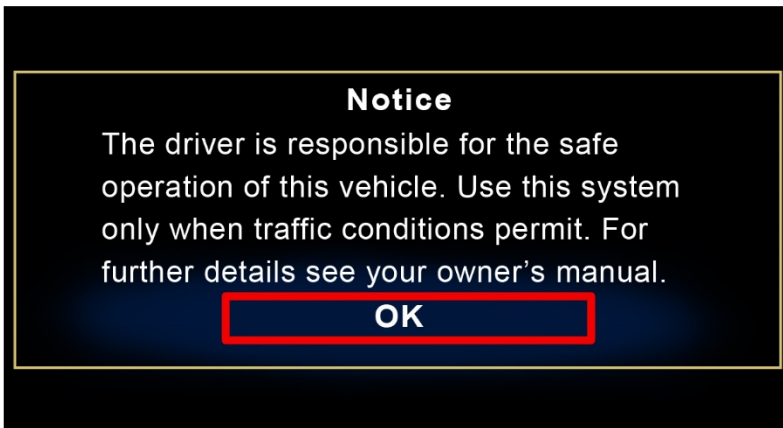 Notice
The driver is responsible for the safe
operation of this vehicle. Use this system
only when traffic conditions permit. For
further details see your owner’s manual.
OK